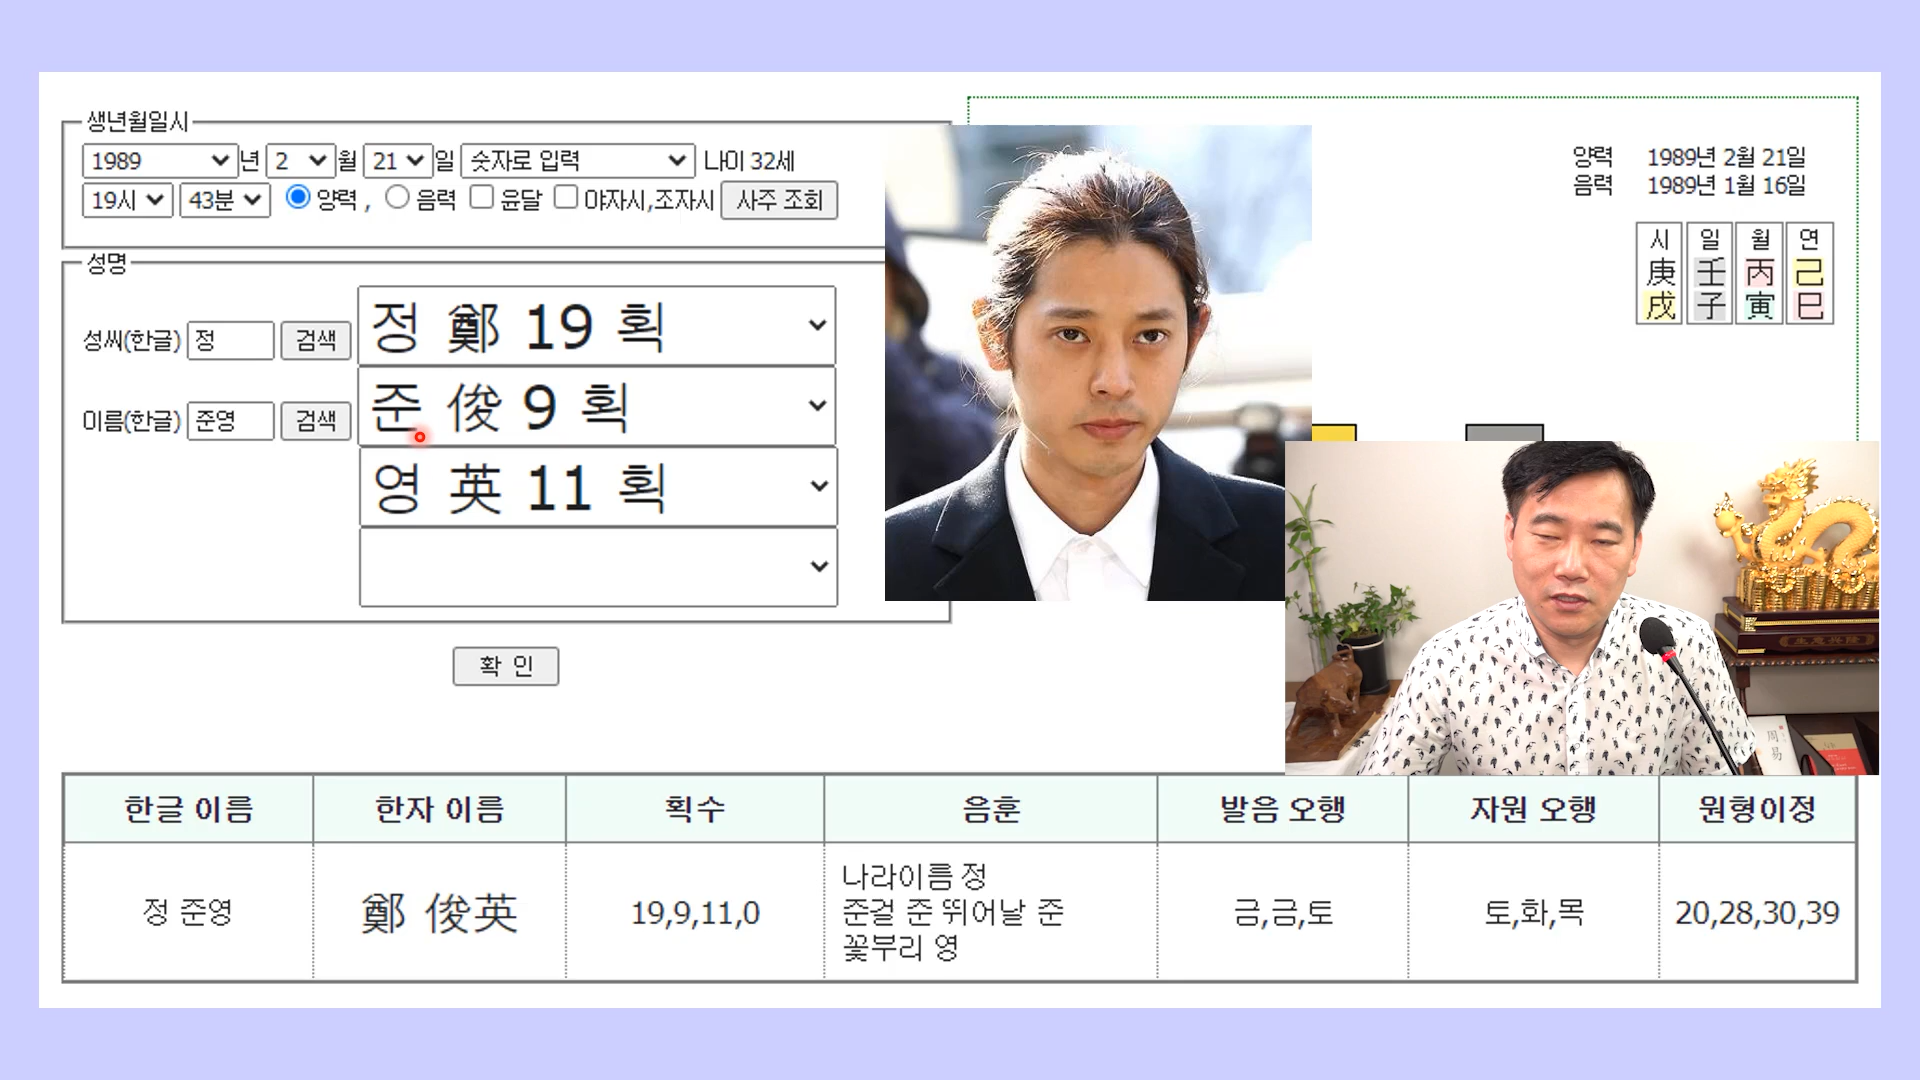 생년월일시
1989 년 2 월 21 일 숫자로 입력 나이 32세
19시 43분 양력 , 음력 윤달 야자시,조자시 사주 조회
성명
성씨(한글) 정 검색 정 鄭 19 획
이름(한글) 준영 검색 준 俊 9 획
영 英 11 획
확 인
양력 1989년 2월 21일
음력 1989년 1월 16일
시 일 월 연
庚 壬 丙 己
戌 子 寅 巳
周易
한글 이름 한자 이름 획수 음훈 발음 오행 자원 오행 원형이정
정 준영 鄭 俊英 19,9,11,0 나라이름 정 금,금,토 토,화,목 20,28,30,39
준걸 준 뛰어날 준
꽃부리 영